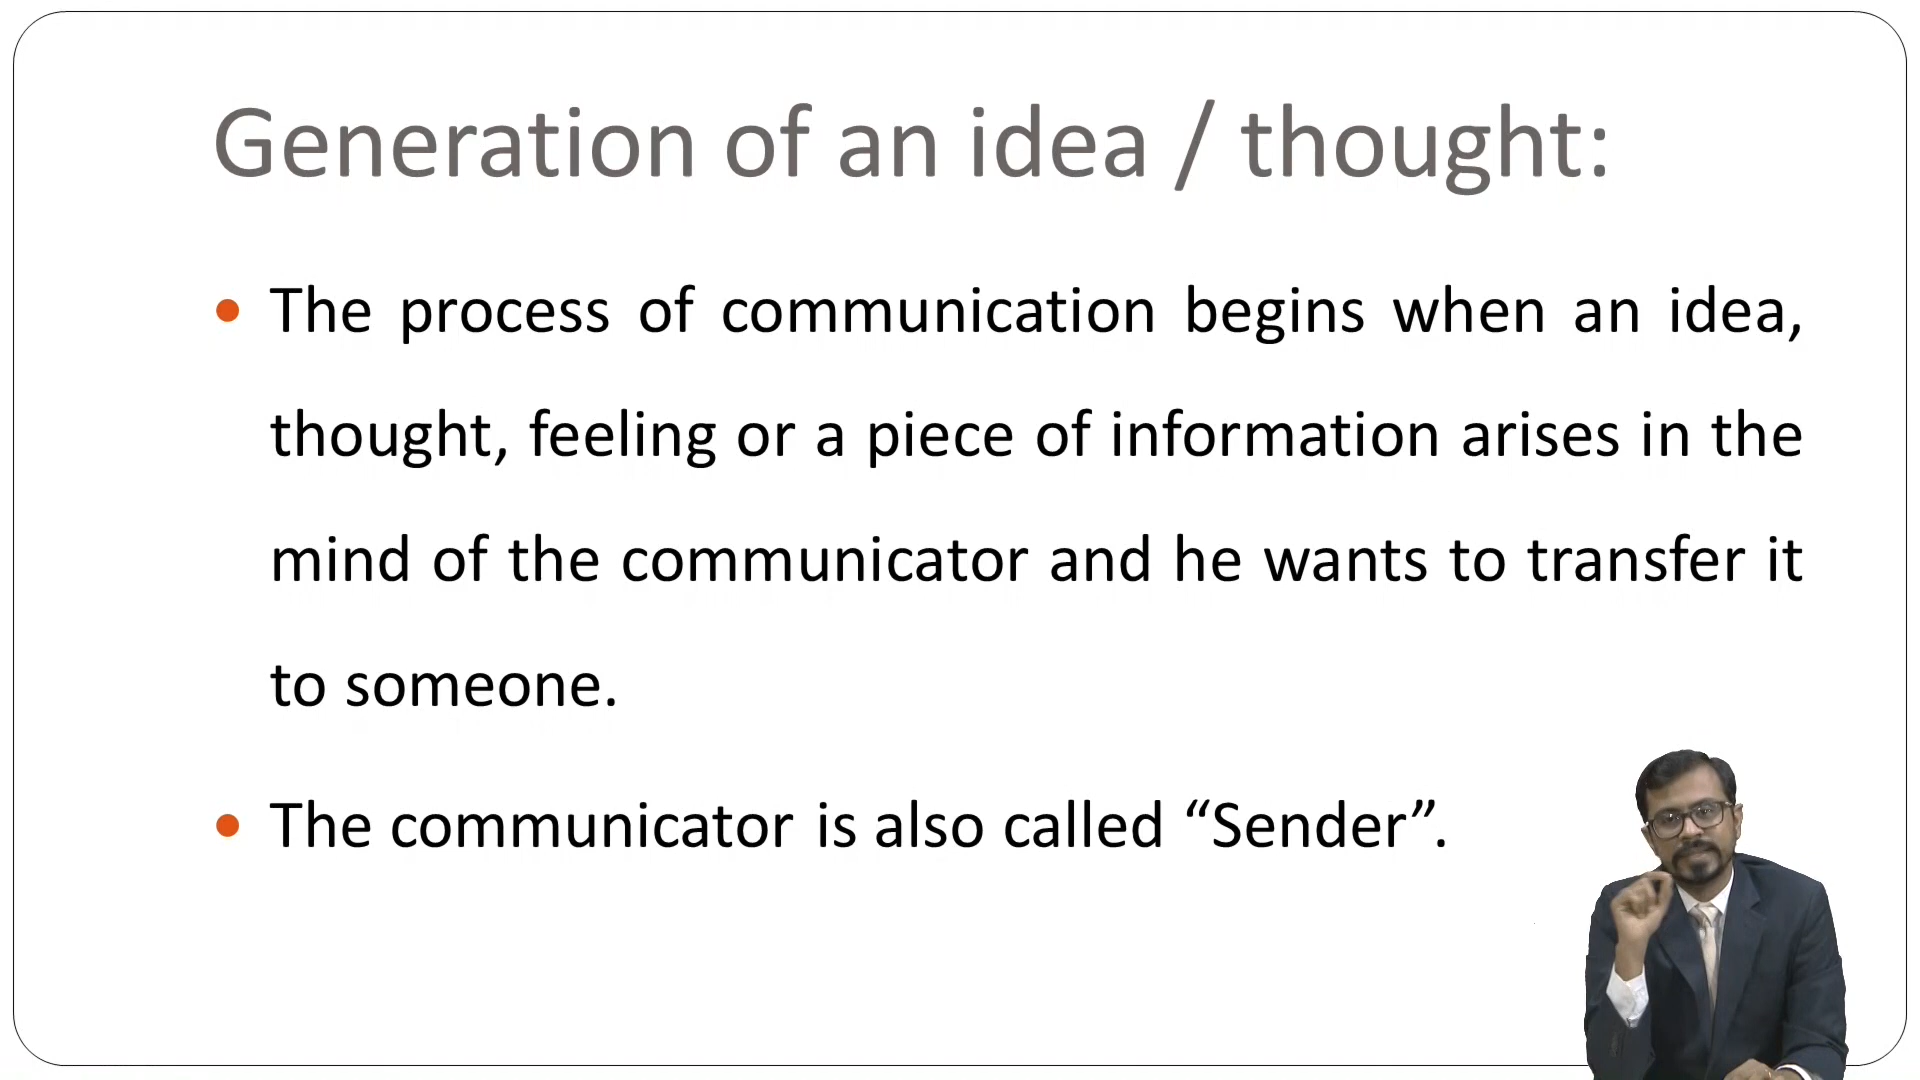 Generation of an idea / thought:
• The process of communication begins when an idea,
thought, feeling or a piece of information arises in the
mind of the communicator and he wants to transfer it
to someone.
• The communicator is also called “Sender”.